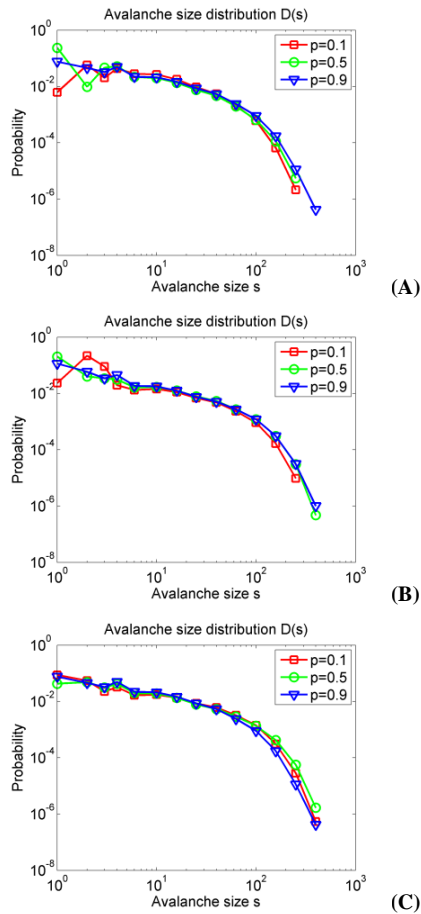 Avalanche size distribution D(s)
10^0
10^-2
10^-4
10^-6
10^-8
Probability
p=0.1
p=0.5
p=0.9
10^0 10^1 10^2 10^3
Avalanche size s
(A)
Avalanche size distribution D(s)
10^0
10^-2
10^-4
10^-6
10^-8
Probability
p=0.1
p=0.5
p=0.9
10^0 10^1 10^2 10^3
Avalanche size s
(B)
Avalanche size distribution D(s)
10^0
10^-2
10^-4
10^-6
10^-8
Probability
p=0.1
p=0.5
p=0.9
10^0 10^1 10^2 10^3
Avalanche size s
(C)